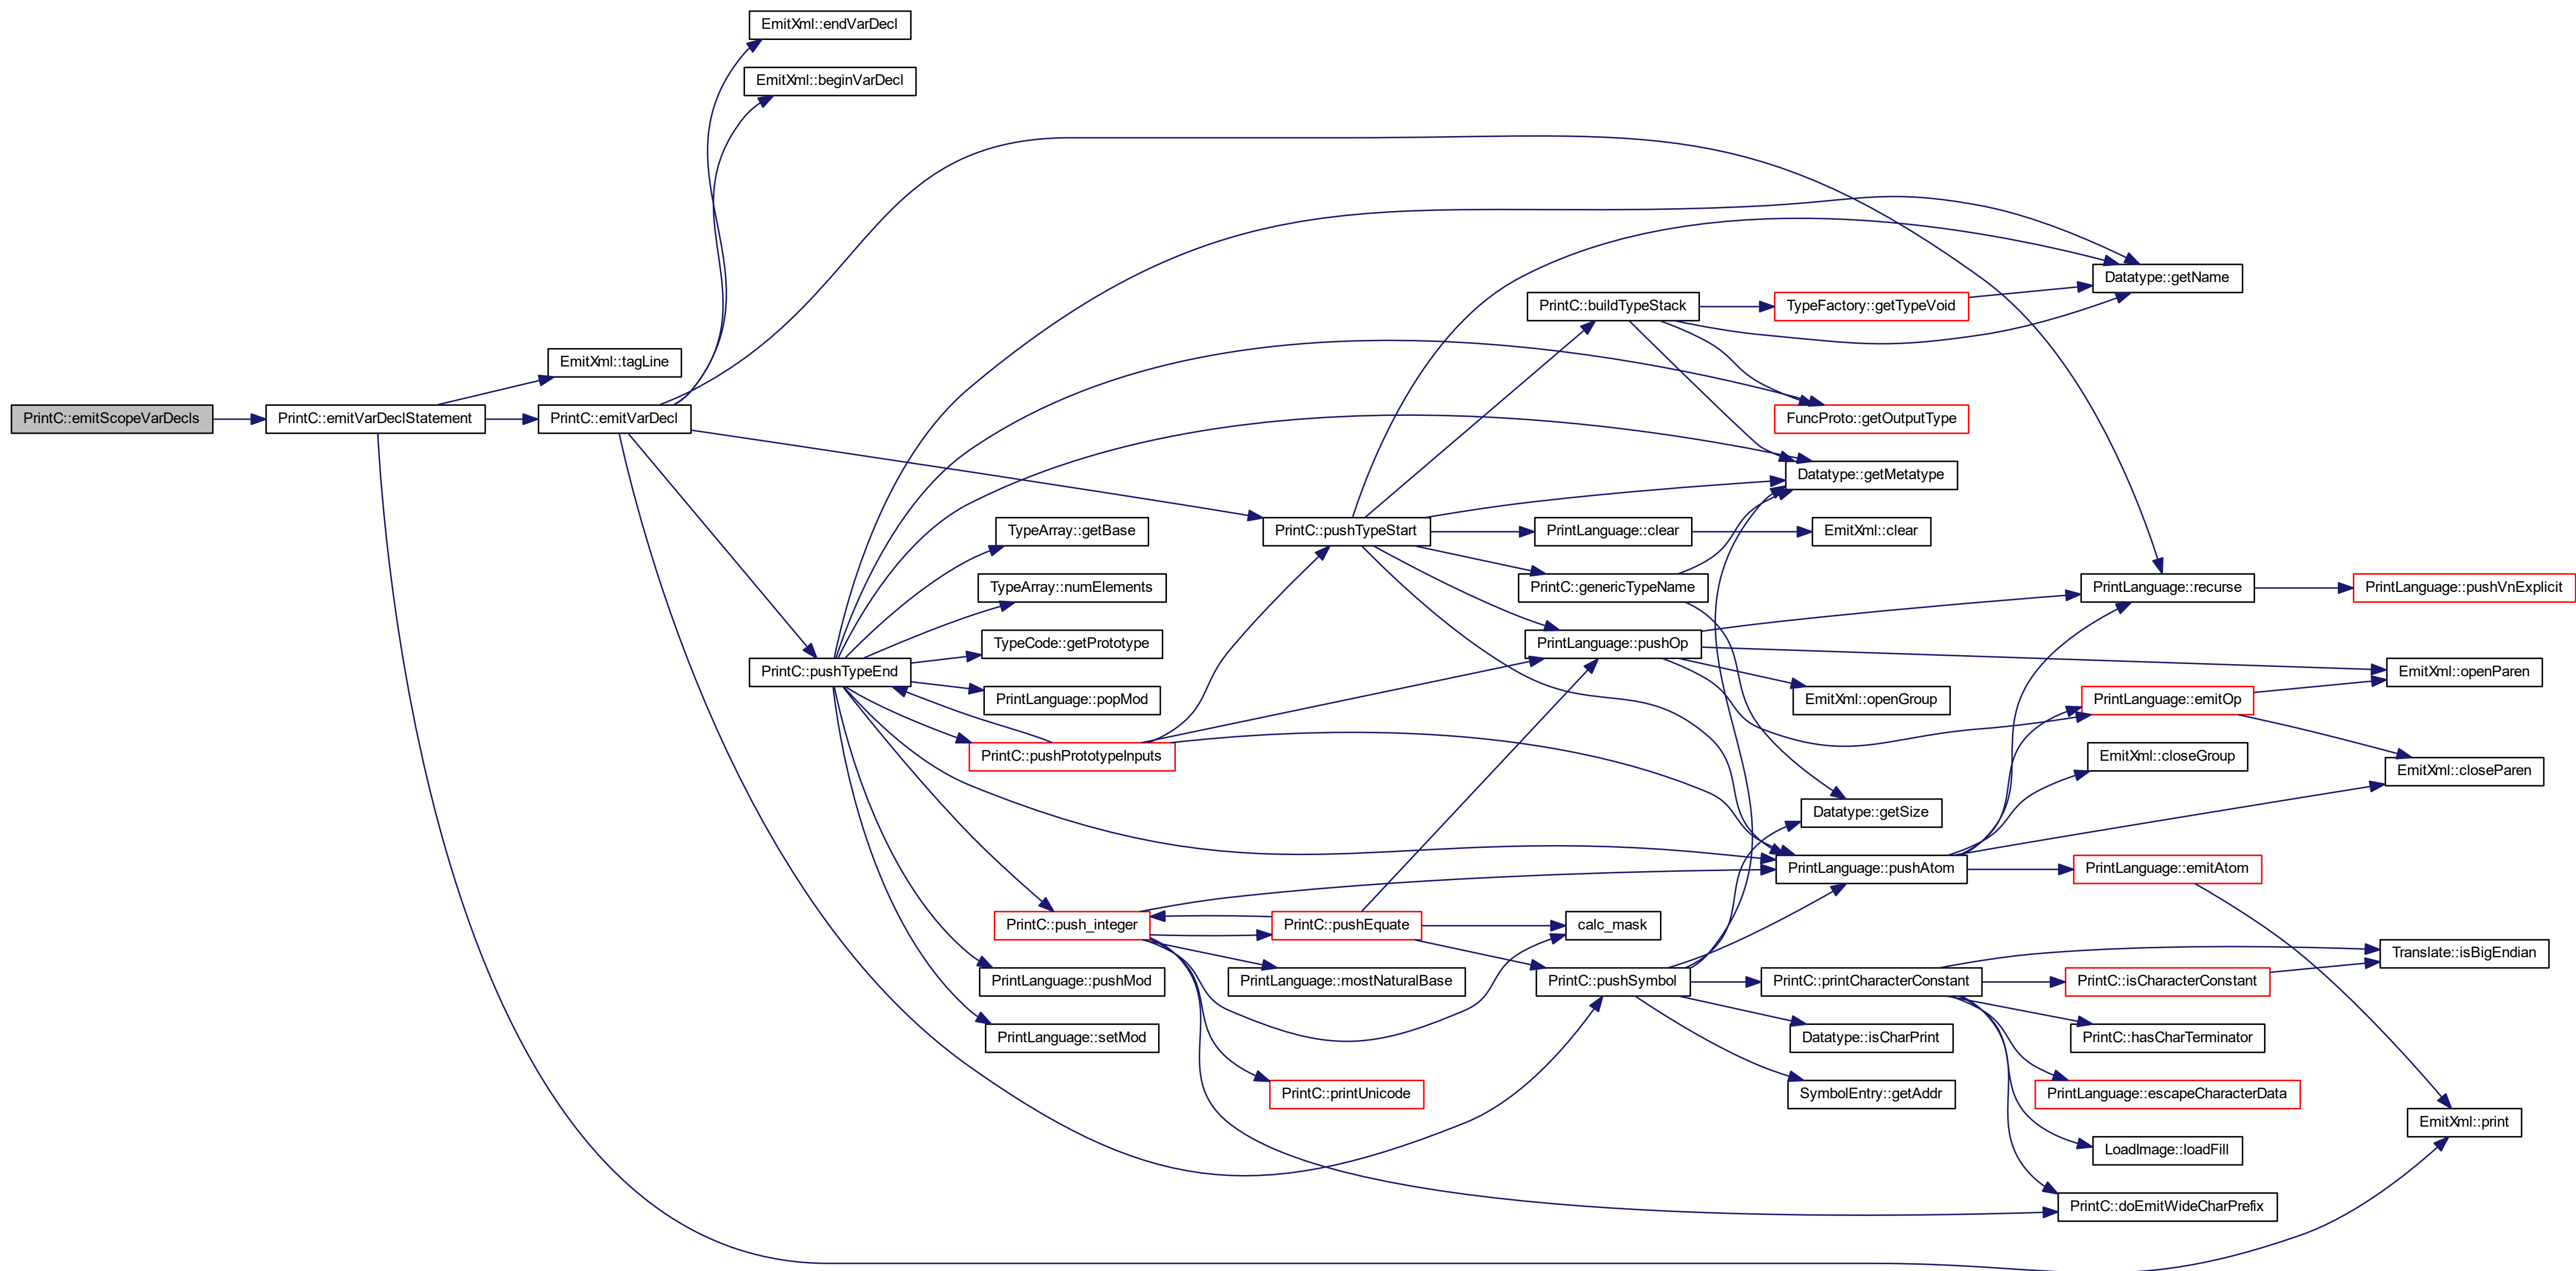 EmitXml::endVarDecl
EmitXml::beginVarDecl
Datatype::getName
PrintC::buildTypeStack
TypeFactory::getTypeVoid
EmitXml::tagLine
PrintC::emitScopeVarDecls
PrintC::emitVarDeclStatement
PrintC::emitVarDecl
FuncProto::getOutputType
Datatype::getMetatype
TypeArray::getBase
PrintC::pushTypeStart
PrintLanguage::clear
EmitXml::clear
TypeArray::numElements
PrintC::genericTypeName
PrintLanguage::recurse
PrintLanguage::pushVnExplicit
TypeCode::getPrototype
PrintLanguage::pushOp
PrintC::pushTypeEnd
EmitXml::openParen
PrintLanguage::popMod
EmitXml::openGroup
PrintLanguage::emitOp
PrintC::pushPrototypeInputs
EmitXml::closeGroup
EmitXml::closeParen
Datatype::getSize
PrintLanguage::pushAtom
PrintLanguage::emitAtom
PrintC::push_integer
PrintC::pushEquate
calc_mask
Translate::isBigEndian
PrintLanguage::pushMod
PrintLanguage::mostNaturalBase
PrintC::pushSymbol
PrintC::printCharacterConstant
PrintC::isCharacterConstant
PrintLanguage::setMod
Datatype::isCharPrint
PrintC::hasCharTerminator
PrintC::printUnicode
SymbolEntry::getAddr
PrintLanguage::escapeCharacterData
EmitXml::print
LoadImage::loadFill
PrintC::doEmitWideCharPrefix